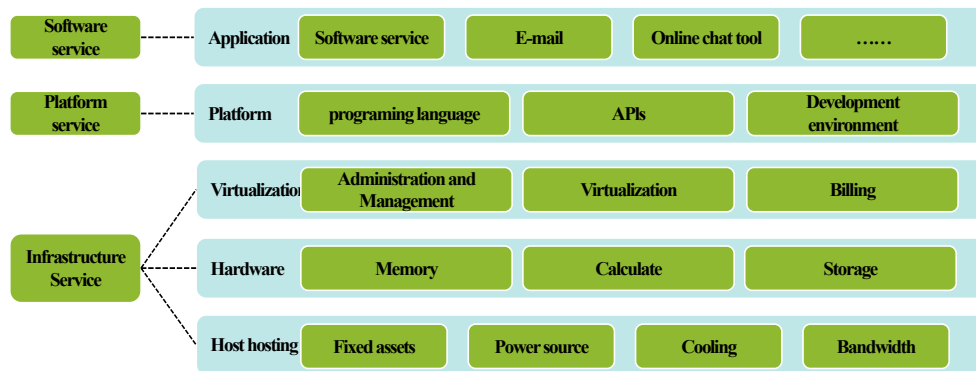 Software
service
Application
Software service
E-mail
Online chat tool
……
Platform
service
Platform
programing language
APIs
Development
environment
Infrastructure
Service
Virtualization
Administration and
Management
Virtualization
Billing
Hardware
Memory
Calculate
Storage
Host hosting
Fixed assets
Power source
Cooling
Bandwidth